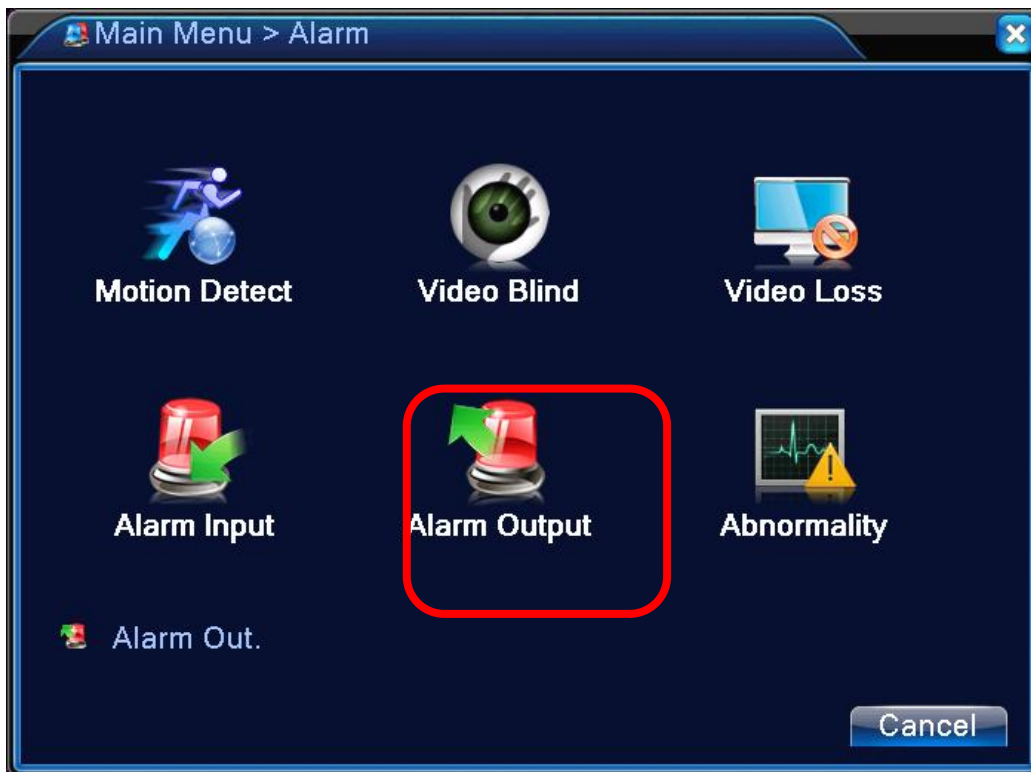 Main Menu > Alarm
Motion Detect
Video Blind
Video Loss
Alarm Input
Alarm Output
Abnormality
Alarm Out.
Cancel